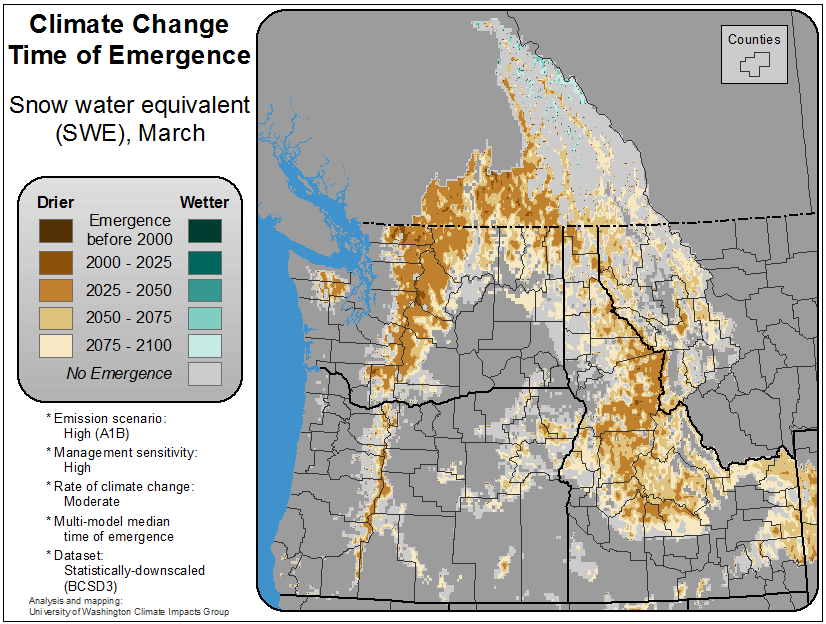 Climate Change
Time of Emergence
Snow water equivalent
(SWE), March
Counties
Drier
Wetter
Emergence
before 2000
2000 - 2025
2025 - 2050
2050 - 2075
2075 - 2100
No Emergence
* Emission scenario:
High (A1B)
* Management sensitivity:
High
* Rate of climate change:
Moderate
* Multi-model median
time of emergence
* Dataset:
Statistically-downscaled
(BCSD3)
Analysis and mapping:
University of Washington Climate Impacts Group